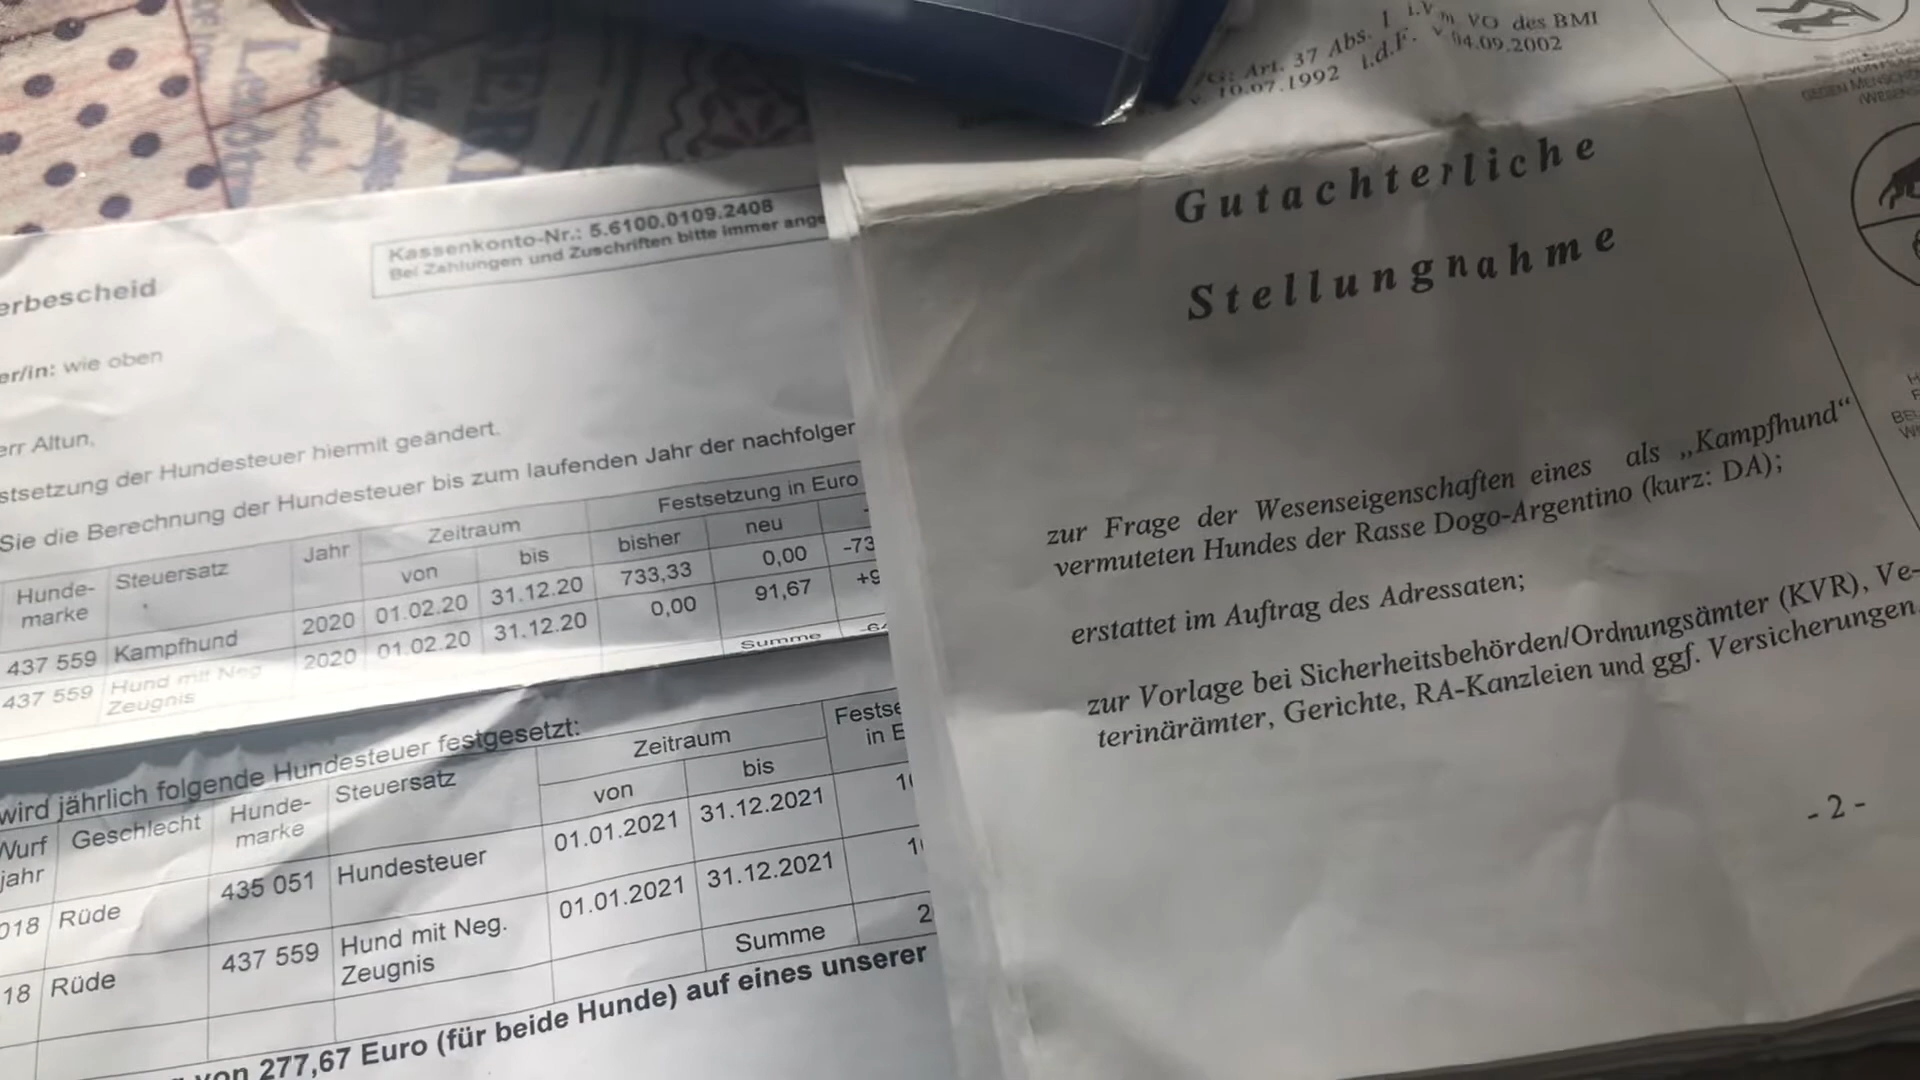 Kassenkonto-Nr.: 5.6100.0109.2408
Bei Zahlungen und Zuschriften bitte immer ange
erbescheid
er/in: wie oben
err Altun,
stsetzung der Hundesteuer hiermit geändert.
Sie die Berechnung der Hundesteuer bis zum laufenden Jahr der nachfolger
Hunde-
marke
Steuersatz
Jahr
Zeitraum
von
bis
Festsetzung in Euro
bisher
neu
437 559 Kampfhund 2020 01.02.20 31.12.20 733,33 0,00 -73
437 559 Hund mit Neg
Zeugnis
2020 01.02.20 31.12.20 0,00 91,67 +9
Summe
wird jährlich folgende Hundesteuer festgesetzt:
Wurf
jahr
Geschlecht
Hunde-
marke
Steuersatz
Zeitraum
von
bis
Festse
in E
018 Rüde 435 051 Hundesteuer 01.01.2021 31.12.2021
18 Rüde 437 559 Hund mit Neg.
Zeugnis
01.01.2021 31.12.2021
Summe 2
von 277,67 Euro (für beide Hunde) auf eines unserer
Art. 37 Abs. 1 i.V.m VO des BMI
v. 10.07.1992 i.d.F. v 04.09.2002
GEGEN MENSCH
Gutachterliche
Stellungnahme
zur Frage der Wesenseigenschaften eines als „Kampfhund“
vermuteten Hundes der Rasse Dogo-Argentino (kurz: DA);
erstattet im Auftrag des Adressaten;
zur Vorlage bei Sicherheitsbehörden/Ordnungsämter (KVR), Ve-
terinärämter, Gerichte, RA-Kanzleien und ggf. Versicherungen.
- 2 -